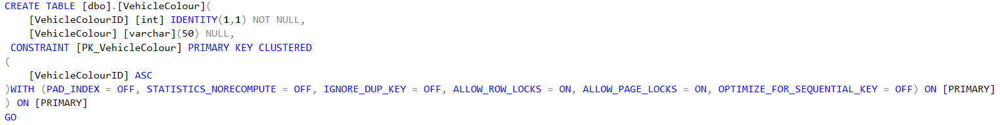 CREATE TABLE [dbo].[VehicleColour](
    [VehicleColourID] [int] IDENTITY(1,1) NOT NULL,
    [VehicleColour] [varchar](50) NULL,
 CONSTRAINT [PK_VehicleColour] PRIMARY KEY CLUSTERED
(
    [VehicleColourID] ASC
)WITH (PAD_INDEX = OFF, STATISTICS_NORECOMPUTE = OFF, IGNORE_DUP_KEY = OFF, ALLOW_ROW_LOCKS = ON, ALLOW_PAGE_LOCKS = ON, OPTIMIZE_FOR_SEQUENTIAL_KEY = OFF) ON [PRIMARY]
) ON [PRIMARY]
GO